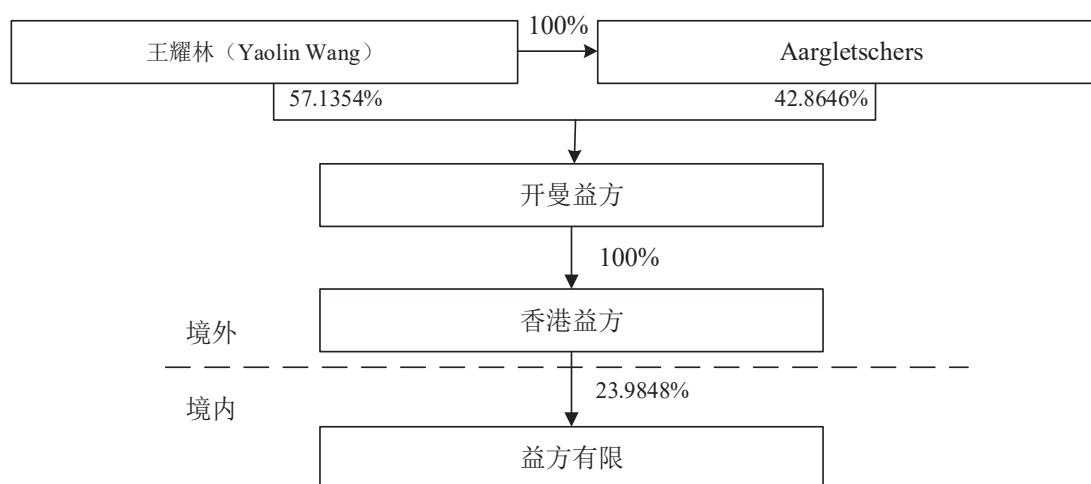 100%
王耀林（Yaolin Wang）
Aargletschers
57.1354%
42.8646%
开曼益方
100%
香港益方
境外
23.9848%
境内
益方有限